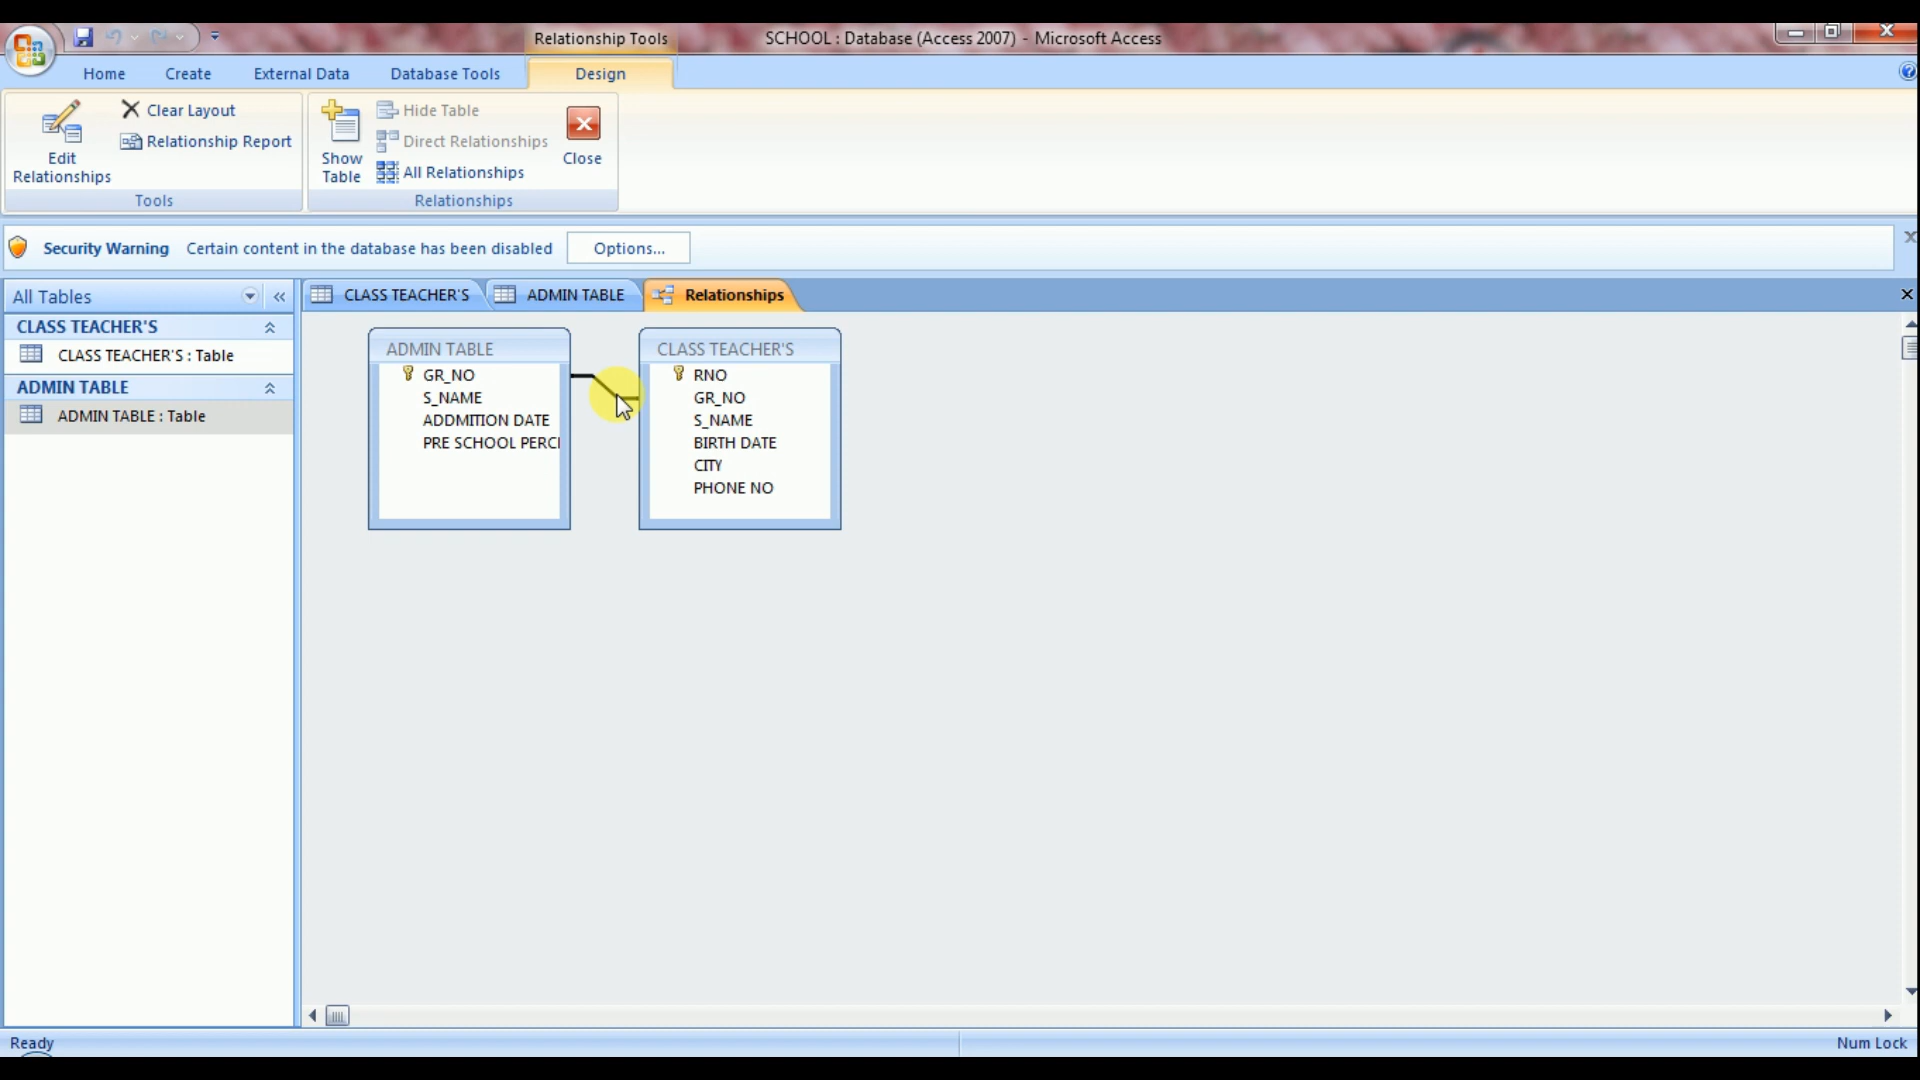 Relationship Tools
SCHOOL : Database (Access 2007) - Microsoft Access
Home
Create
External Data
Database Tools
Design
Edit
Relationships
Clear Layout
Relationship Report
Tools
Show
Table
Hide Table
Direct Relationships
All Relationships
Close
Relationships
Security Warning
Certain content in the database has been disabled
Options...
All Tables
CLASS TEACHER'S
CLASS TEACHER'S : Table
ADMIN TABLE
ADMIN TABLE : Table
CLASS TEACHER'S
ADMIN TABLE
Relationships
ADMIN TABLE
GR_NO
S_NAME
ADDMITION DATE
PRE SCHOOL PERC
CLASS TEACHER'S
RNO
GR_NO
S_NAME
BIRTH DATE
CITY
PHONE NO
Ready
Num Lock